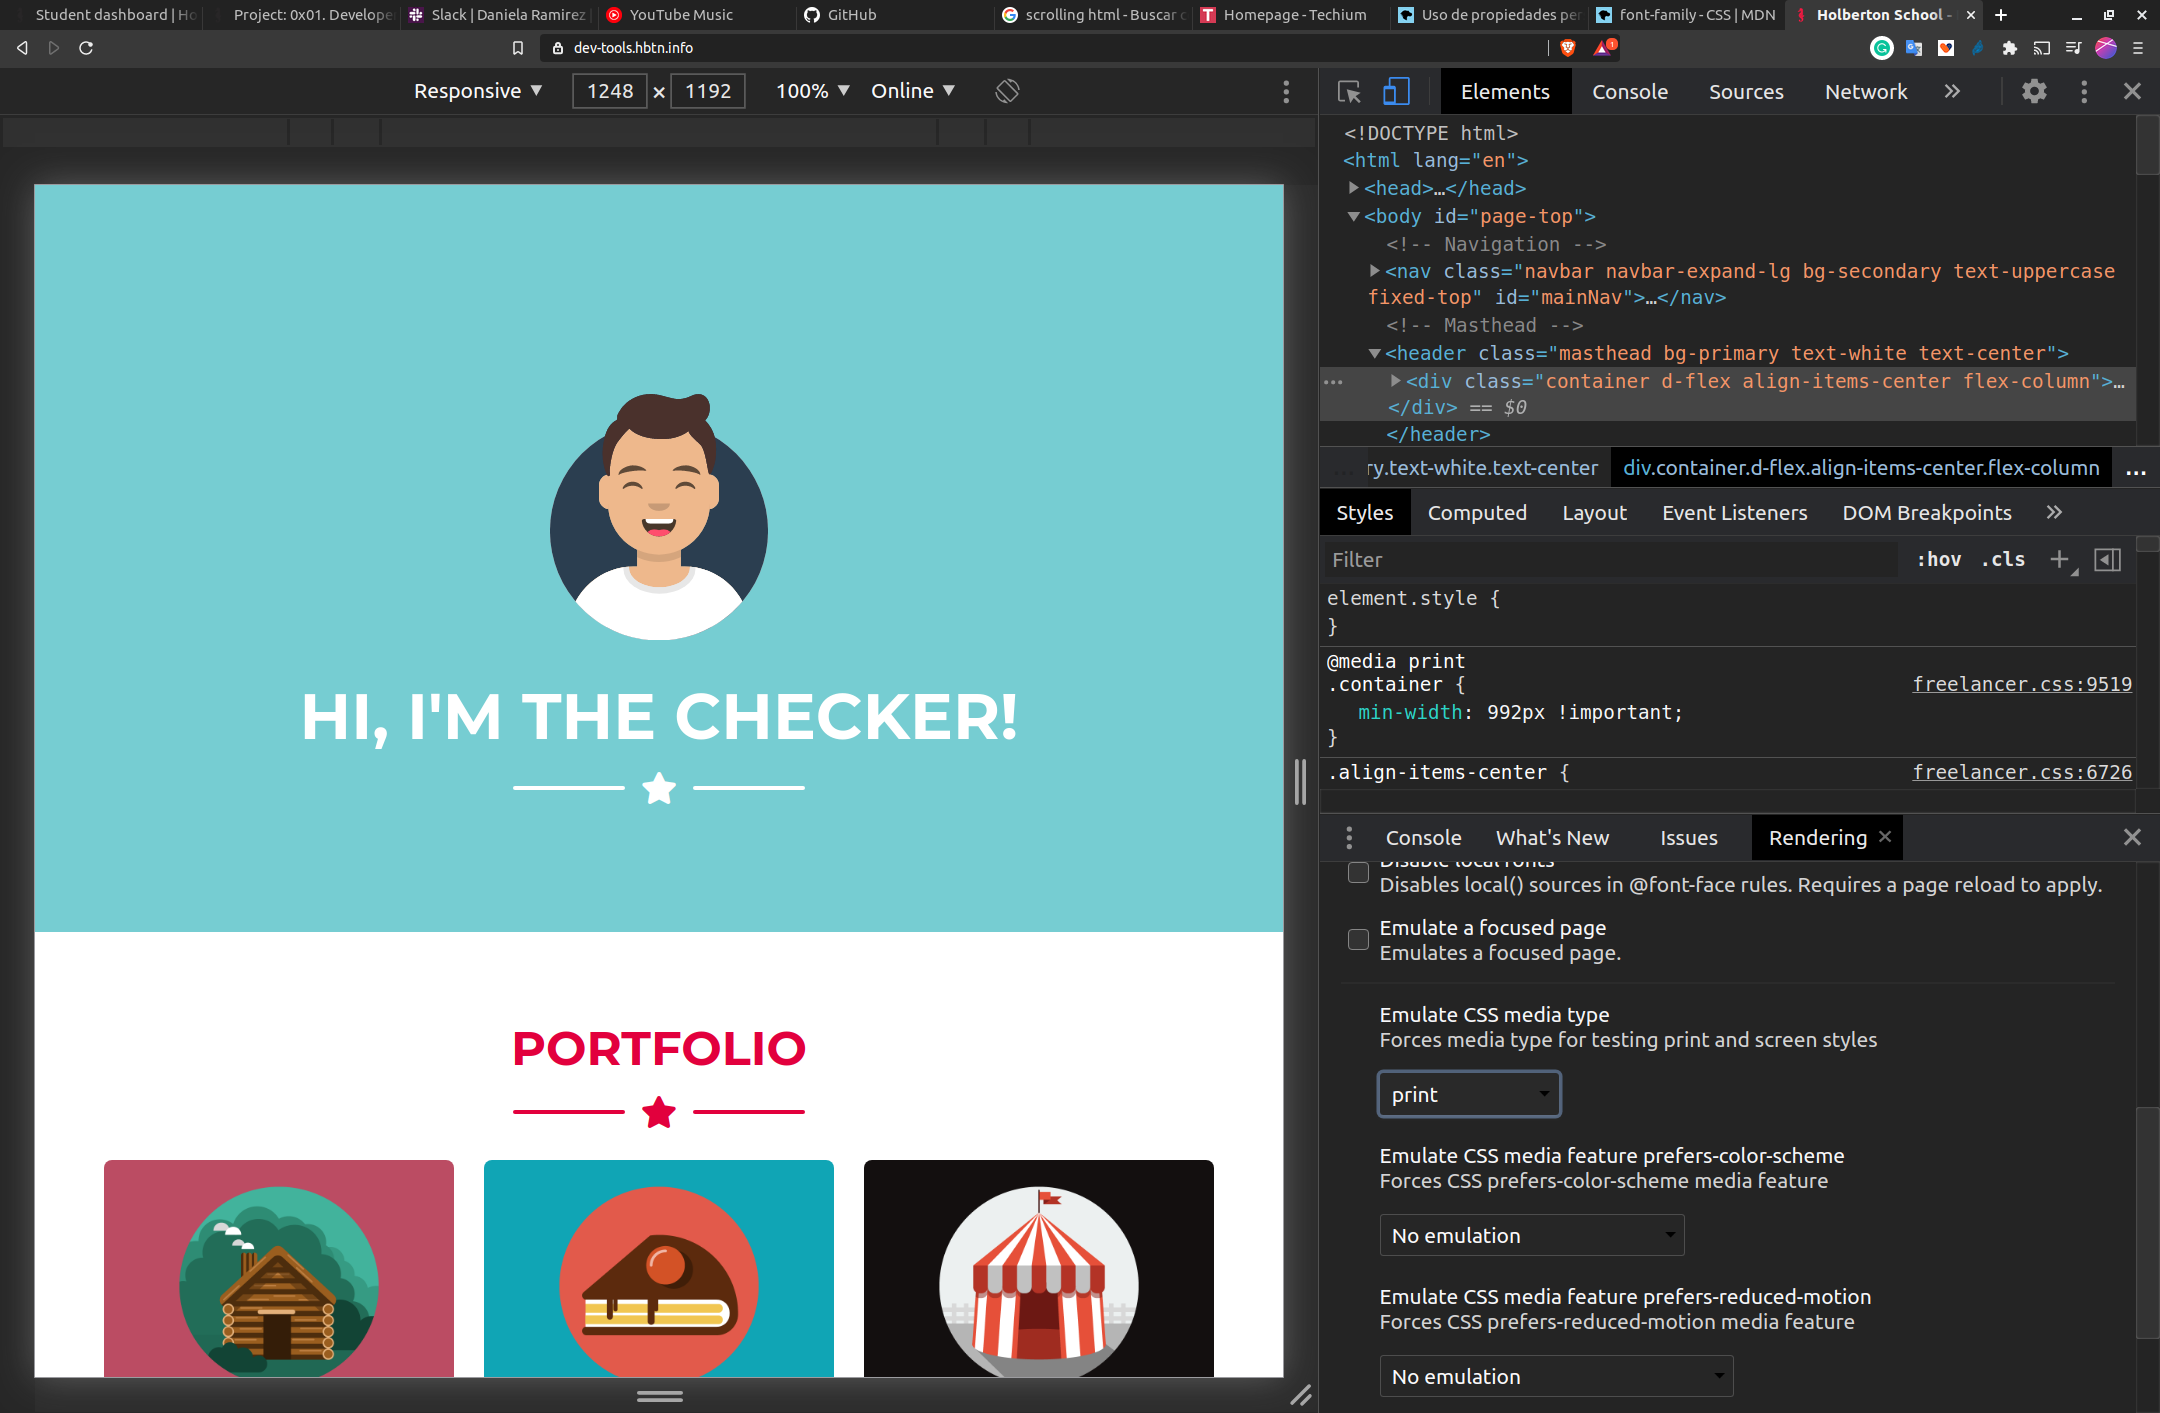 Student dashboard | Ho
Project: 0x01. Develope
Slack | Daniela Ramirez |
YouTube Music
GitHub
scrolling html - Buscar c
Homepage - Techium
Uso de propiedades per
font-family - CSS | MDN
Holberton School -
dev-tools.hbtn.info
1
Responsive ▼ 1248 × 1192 100% ▼ Online ▼
HI, I'M THE CHECKER!
PORTFOLIO
Elements Console Sources Network »
<!DOCTYPE html>
<html lang="en">
<head>…</head>
<body id="page-top">
<!-- Navigation -->
<nav class="navbar navbar-expand-lg bg-secondary text-uppercase
fixed-top" id="mainNav">…</nav>
<!-- Masthead -->
<header class="masthead bg-primary text-white text-center">
<div class="container d-flex align-items-center flex-column">…
</div> == $0
</header>
... ry.text-white.text-center div.container.d-flex.align-items-center.flex-column ...
Styles Computed Layout Event Listeners DOM Breakpoints »
Filter :hov .cls
element.style {
}
@media print
.container { freelancer.css:9519
min-width: 992px !important;
}
.align-items-center { freelancer.css:6726
Console What's New Issues Rendering
Disable local fonts
Disables local() sources in @font-face rules. Requires a page reload to apply.
Emulate a focused page
Emulates a focused page.
Emulate CSS media type
Forces media type for testing print and screen styles
print
Emulate CSS media feature prefers-color-scheme
Forces CSS prefers-color-scheme media feature
No emulation
Emulate CSS media feature prefers-reduced-motion
Forces CSS prefers-reduced-motion media feature
No emulation